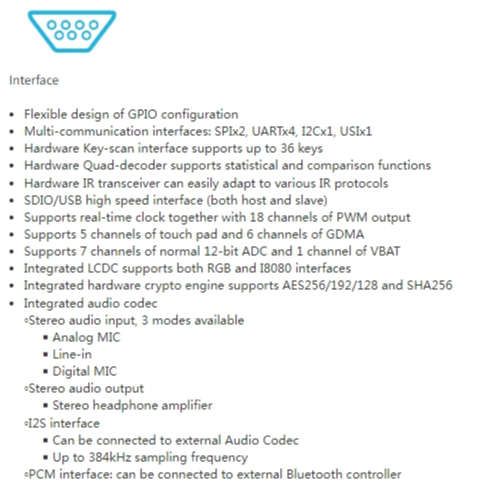 Interface
• Flexible design of GPIO configuration
• Multi-communication interfaces: SPIx2, UARTx4, I2Cx1, USIx1
• Hardware Key-scan interface supports up to 36 keys
• Hardware Quad-decoder supports statistical and comparison functions
• Hardware IR transceiver can easily adapt to various IR protocols
• SDIO/USB high speed interface (both host and slave)
• Supports real-time clock together with 18 channels of PWM output
• Supports 5 channels of touch pad and 6 channels of GDMA
• Supports 7 channels of normal 12-bit ADC and 1 channel of VBAT
• Integrated LCDC supports both RGB and I8080 interfaces
• Integrated hardware crypto engine supports AES256/192/128 and SHA256
• Integrated audio codec
◦Stereo audio input, 3 modes available
▪ Analog MIC
▪ Line-in
▪ Digital MIC
◦Stereo audio output
▪ Stereo headphone amplifier
◦I2S interface
▪ Can be connected to external Audio Codec
▪ Up to 384kHz sampling frequency
◦PCM interface: can be connected to external Bluetooth controller